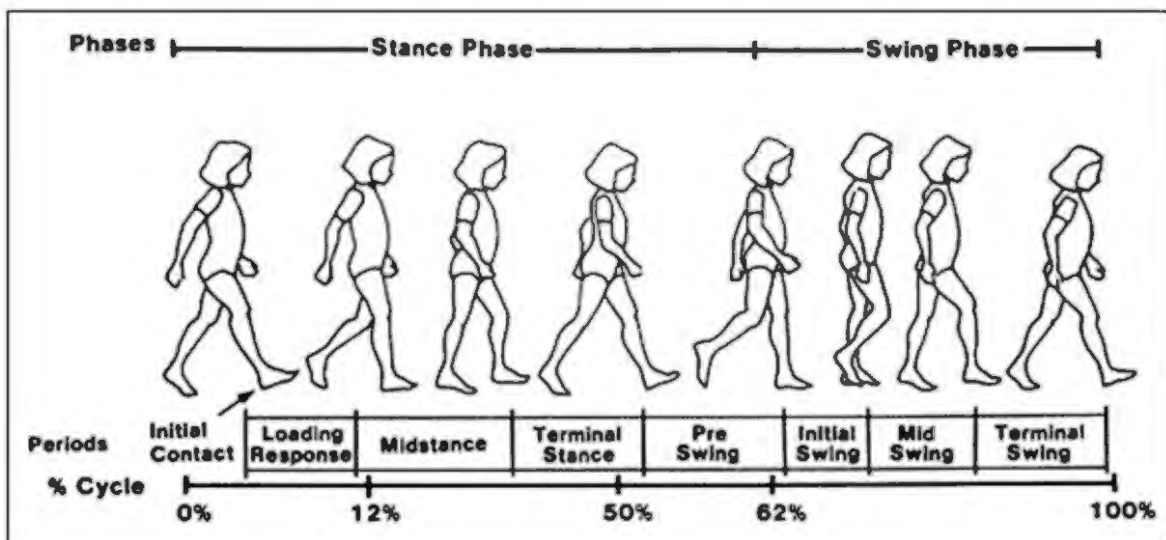 Phases Stance Phase Swing Phase
Initial Contact
Periods
Loading Response
Midstance
Terminal Stance
Pre Swing
Initial Swing
Mid Swing
Terminal Swing
% Cycle
0% 12% 50% 62% 100%